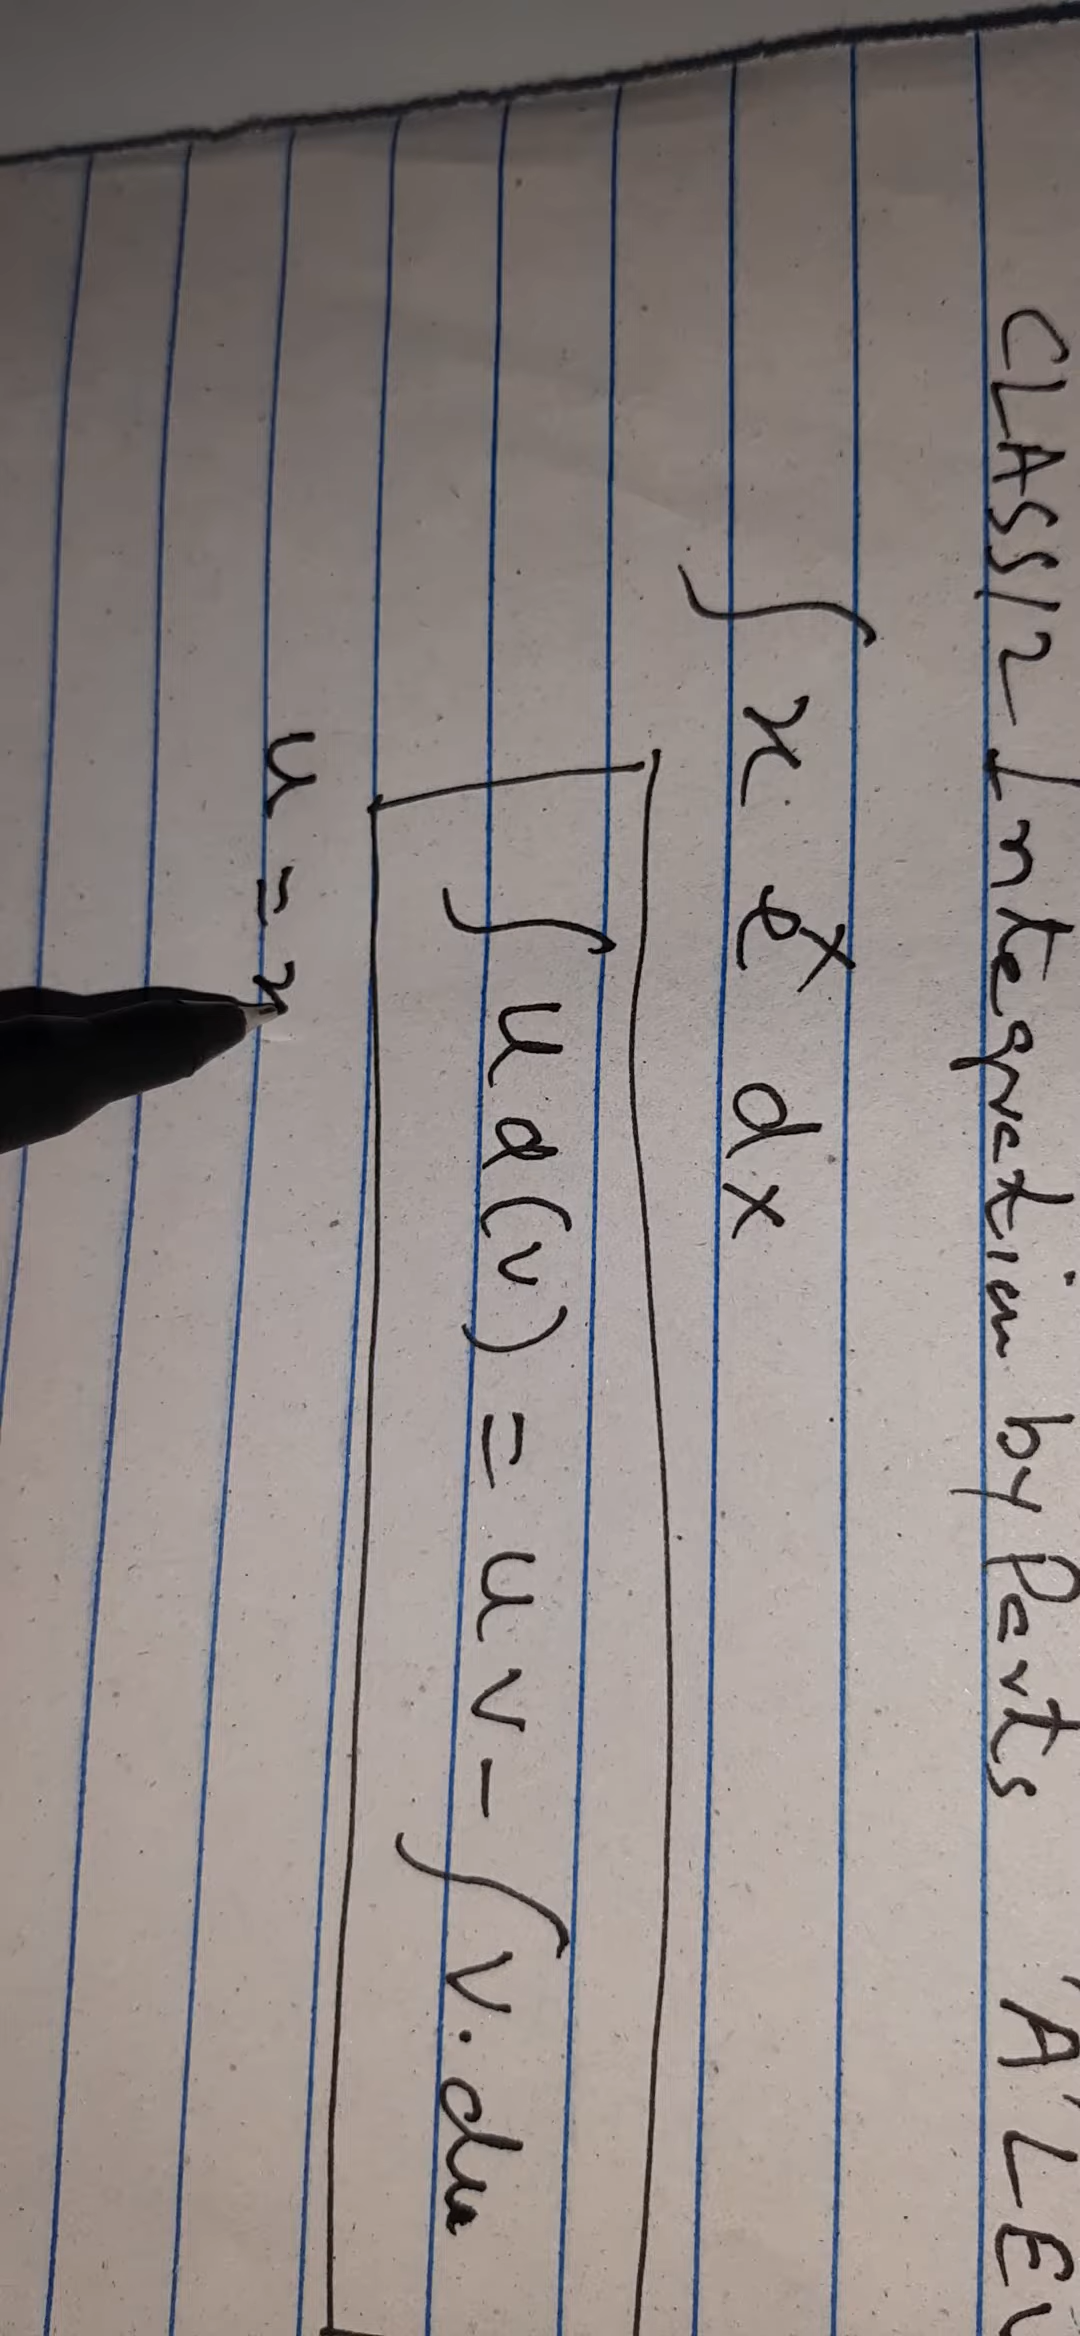 CLASS 12 Integration by Parts 'A' LEV
∫ x eˣ dx
∫ u d(v) = u v - ∫ v . du
u = x